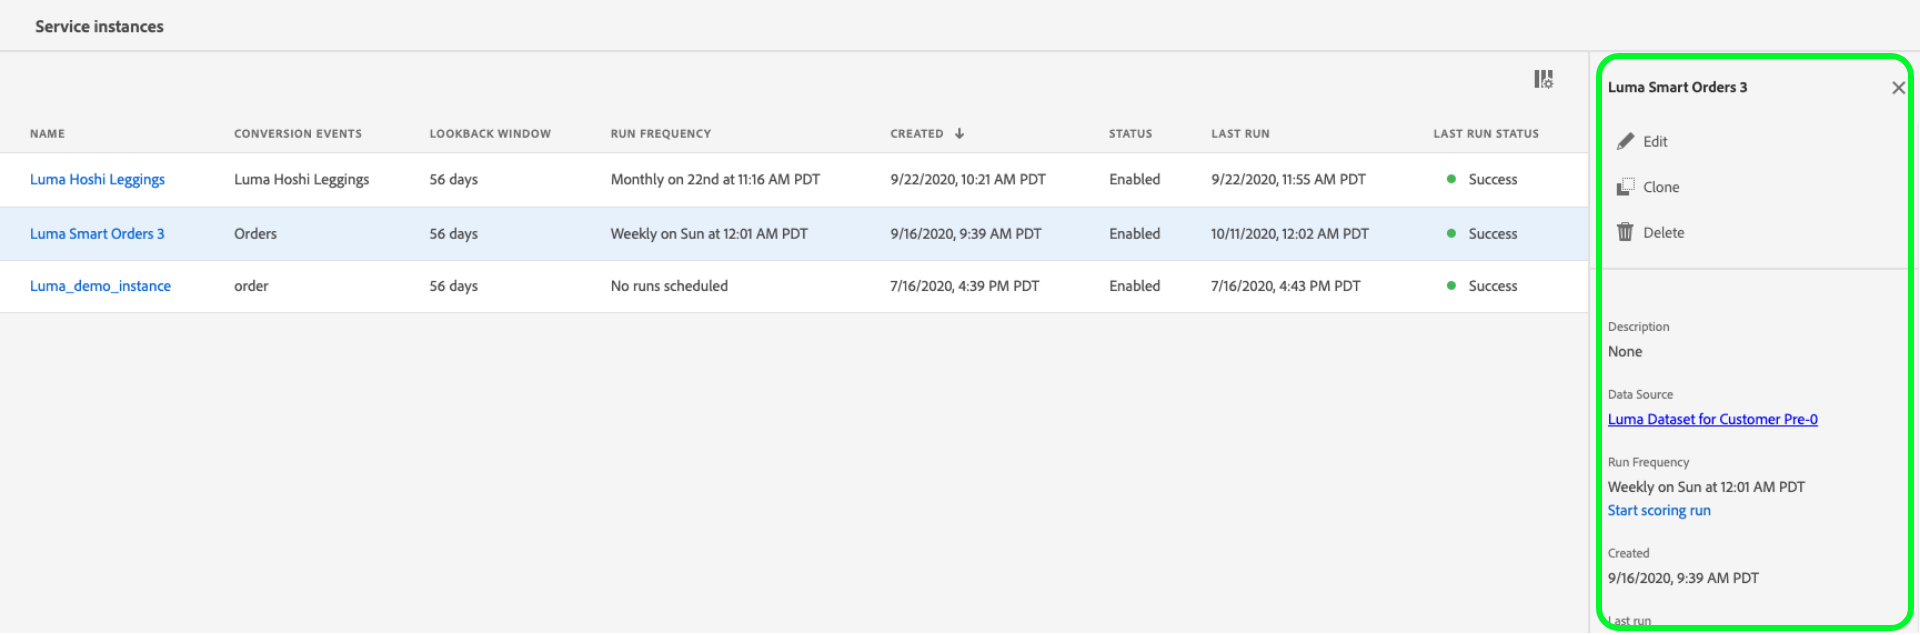 Service instances
NAME CONVERSION EVENTS LOOKBACK WINDOW RUN FREQUENCY CREATED STATUS LAST RUN LAST RUN STATUS
Luma Hoshi Leggings Luma Hoshi Leggings 56 days Monthly on 22nd at 11:16 AM PDT 9/22/2020, 10:21 AM PDT Enabled 9/22/2020, 11:55 AM PDT Success
Luma Smart Orders 3 Orders 56 days Weekly on Sun at 12:01 AM PDT 9/16/2020, 9:39 AM PDT Enabled 10/11/2020, 12:02 AM PDT Success
Luma_demo_instance order 56 days No runs scheduled 7/16/2020, 4:39 PM PDT Enabled 7/16/2020, 4:43 PM PDT Success
Luma Smart Orders 3
Edit
Clone
Delete
Description
None
Data Source
Luma Dataset for Customer Pre-0
Run Frequency
Weekly on Sun at 12:01 AM PDT
Start scoring run
Created
9/16/2020, 9:39 AM PDT
Last run